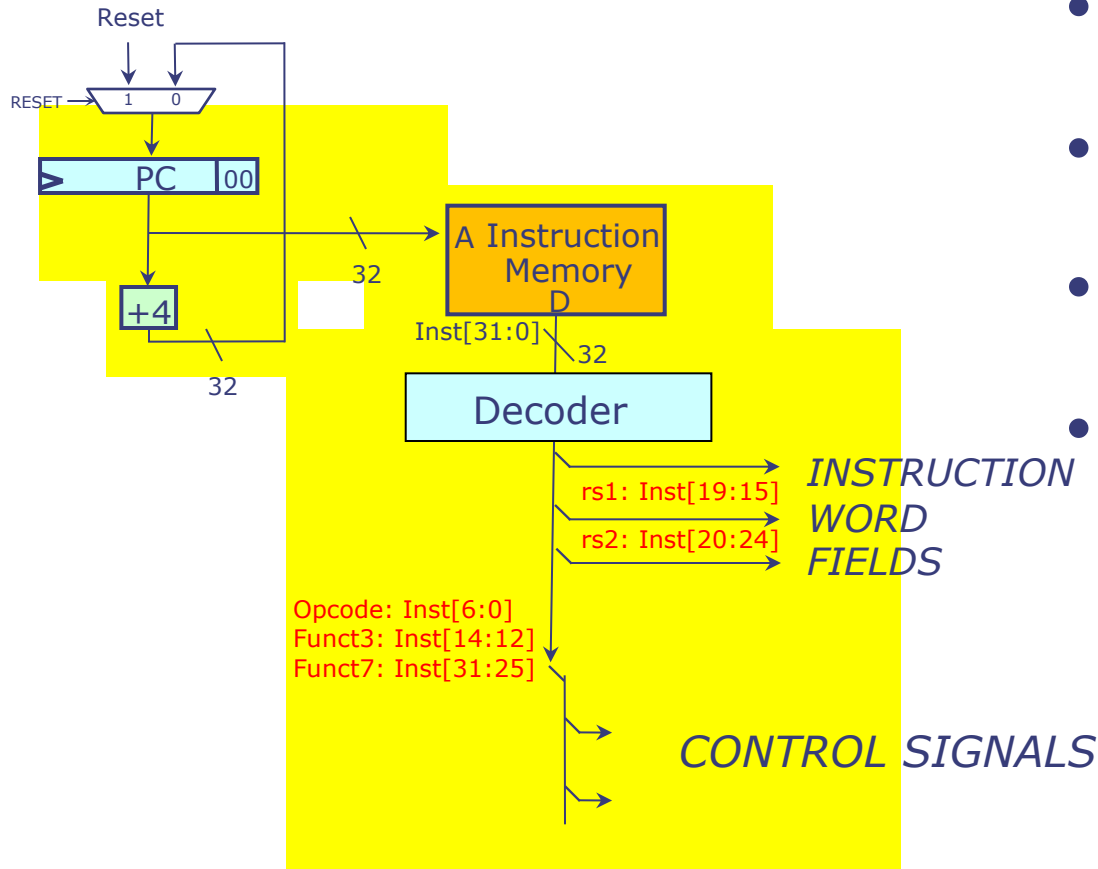 Reset
RESET
1 0
PC 00
A Instruction
Memory
D
32
+4
Inst[31:0]
32
32
Decoder
INSTRUCTION
rs1: Inst[19:15]
WORD
rs2: Inst[20:24]
FIELDS
Opcode: Inst[6:0]
Funct3: Inst[14:12]
Funct7: Inst[31:25]
CONTROL SIGNALS